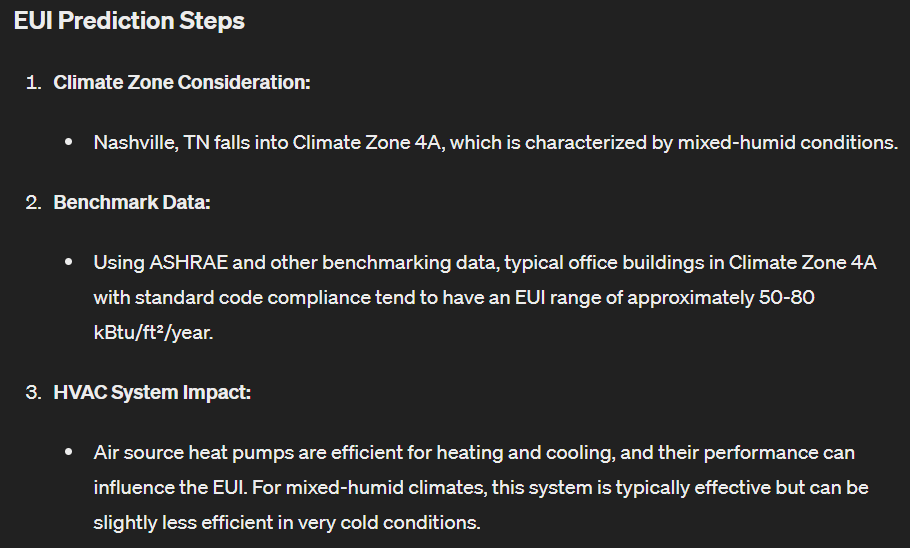 EUI Prediction Steps
1. Climate Zone Consideration:
• Nashville, TN falls into Climate Zone 4A, which is characterized by mixed-humid conditions.
2. Benchmark Data:
• Using ASHRAE and other benchmarking data, typical office buildings in Climate Zone 4A
with standard code compliance tend to have an EUI range of approximately 50-80
kBtu/ft²/year.
3. HVAC System Impact:
• Air source heat pumps are efficient for heating and cooling, and their performance can
influence the EUI. For mixed-humid climates, this system is typically effective but can be
slightly less efficient in very cold conditions.